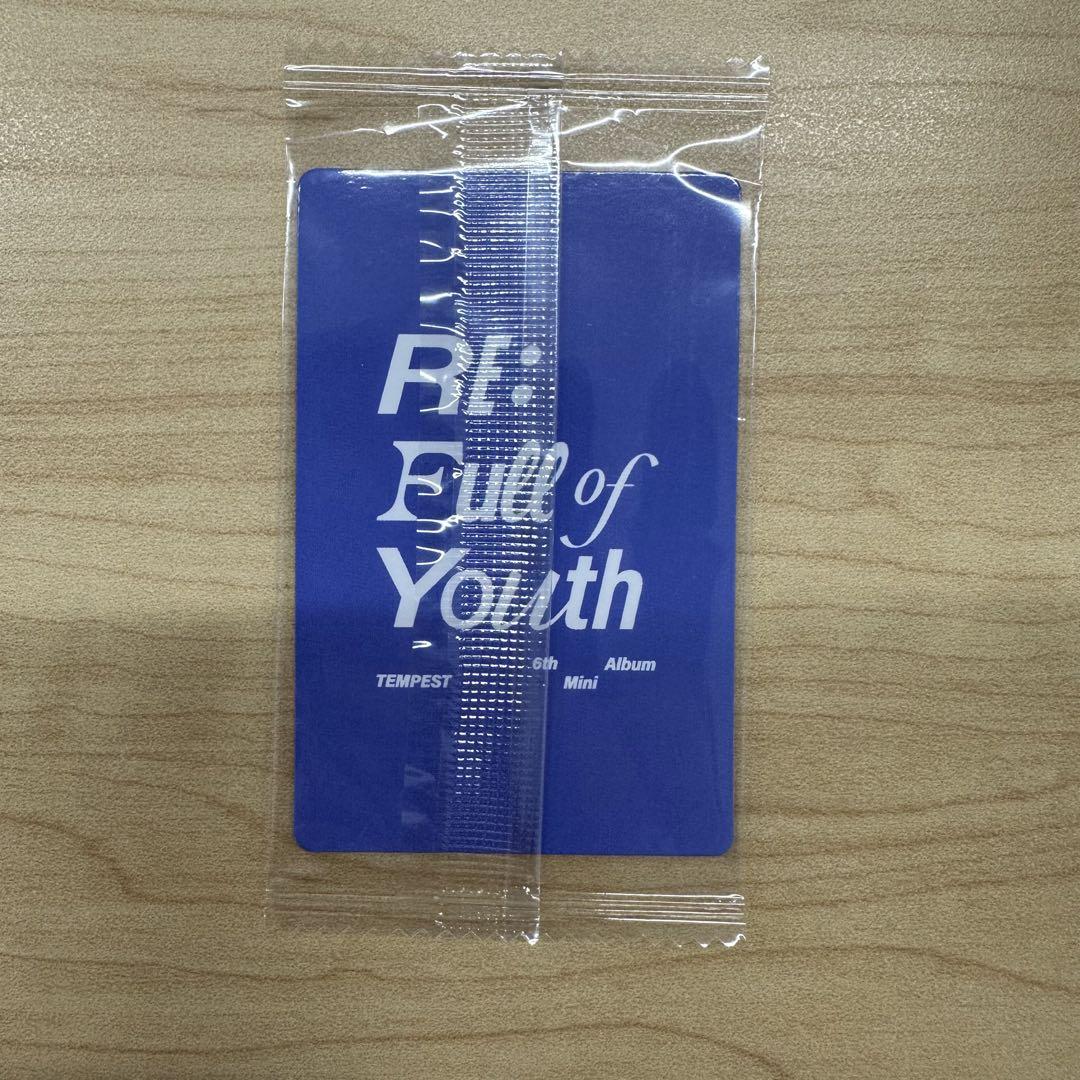 RE:
Full of
Youth
TEMPEST 6th Mini Album